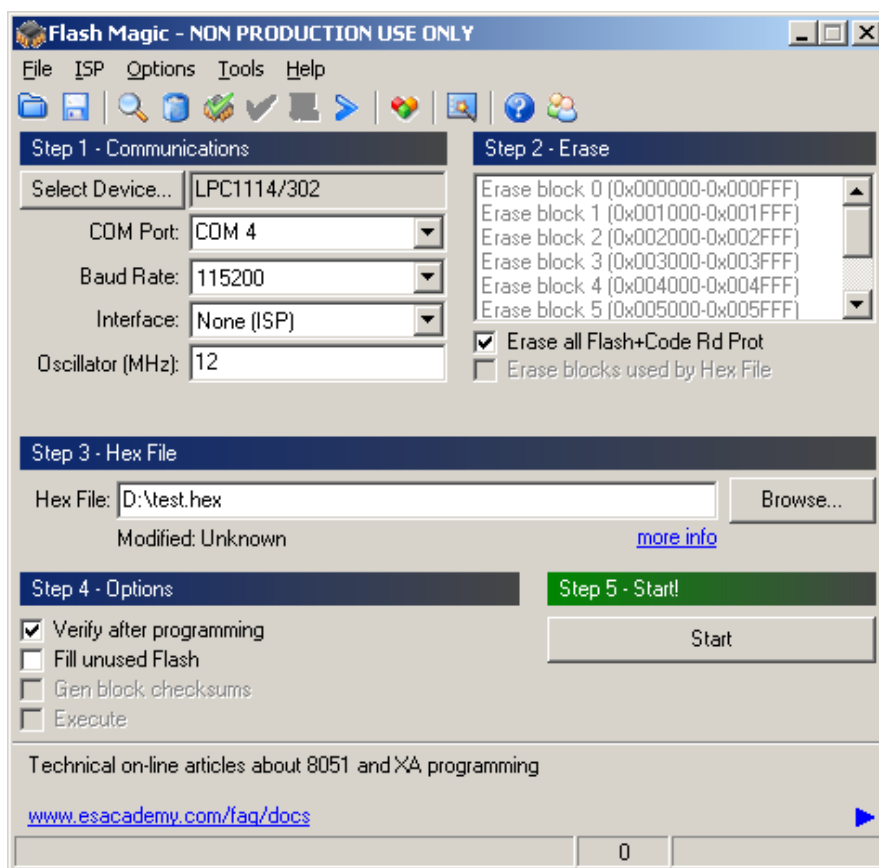 Flash Magic - NON PRODUCTION USE ONLY
File ISP Options Tools Help
Step 1 - Communications
Select Device... LPC1114/302
COM Port: COM 4
Baud Rate: 115200
Interface: None (ISP)
Oscillator (MHz): 12
Step 2 - Erase
Erase block 0 (0x000000-0x000FFF)
Erase block 1 (0x001000-0x001FFF)
Erase block 2 (0x002000-0x002FFF)
Erase block 3 (0x003000-0x003FFF)
Erase block 4 (0x004000-0x004FFF)
Erase block 5 (0x005000-0x005FFF)
Erase all Flash+Code Rd Prot
Erase blocks used by Hex File
Step 3 - Hex File
Hex File: D:\test.hex Browse...
Modified: Unknown more info
Step 4 - Options
Verify after programming
Fill unused Flash
Gen block checksums
Execute
Step 5 - Start!
Start
Technical on-line articles about 8051 and XA programming
www.esacademy.com/faq/docs
0